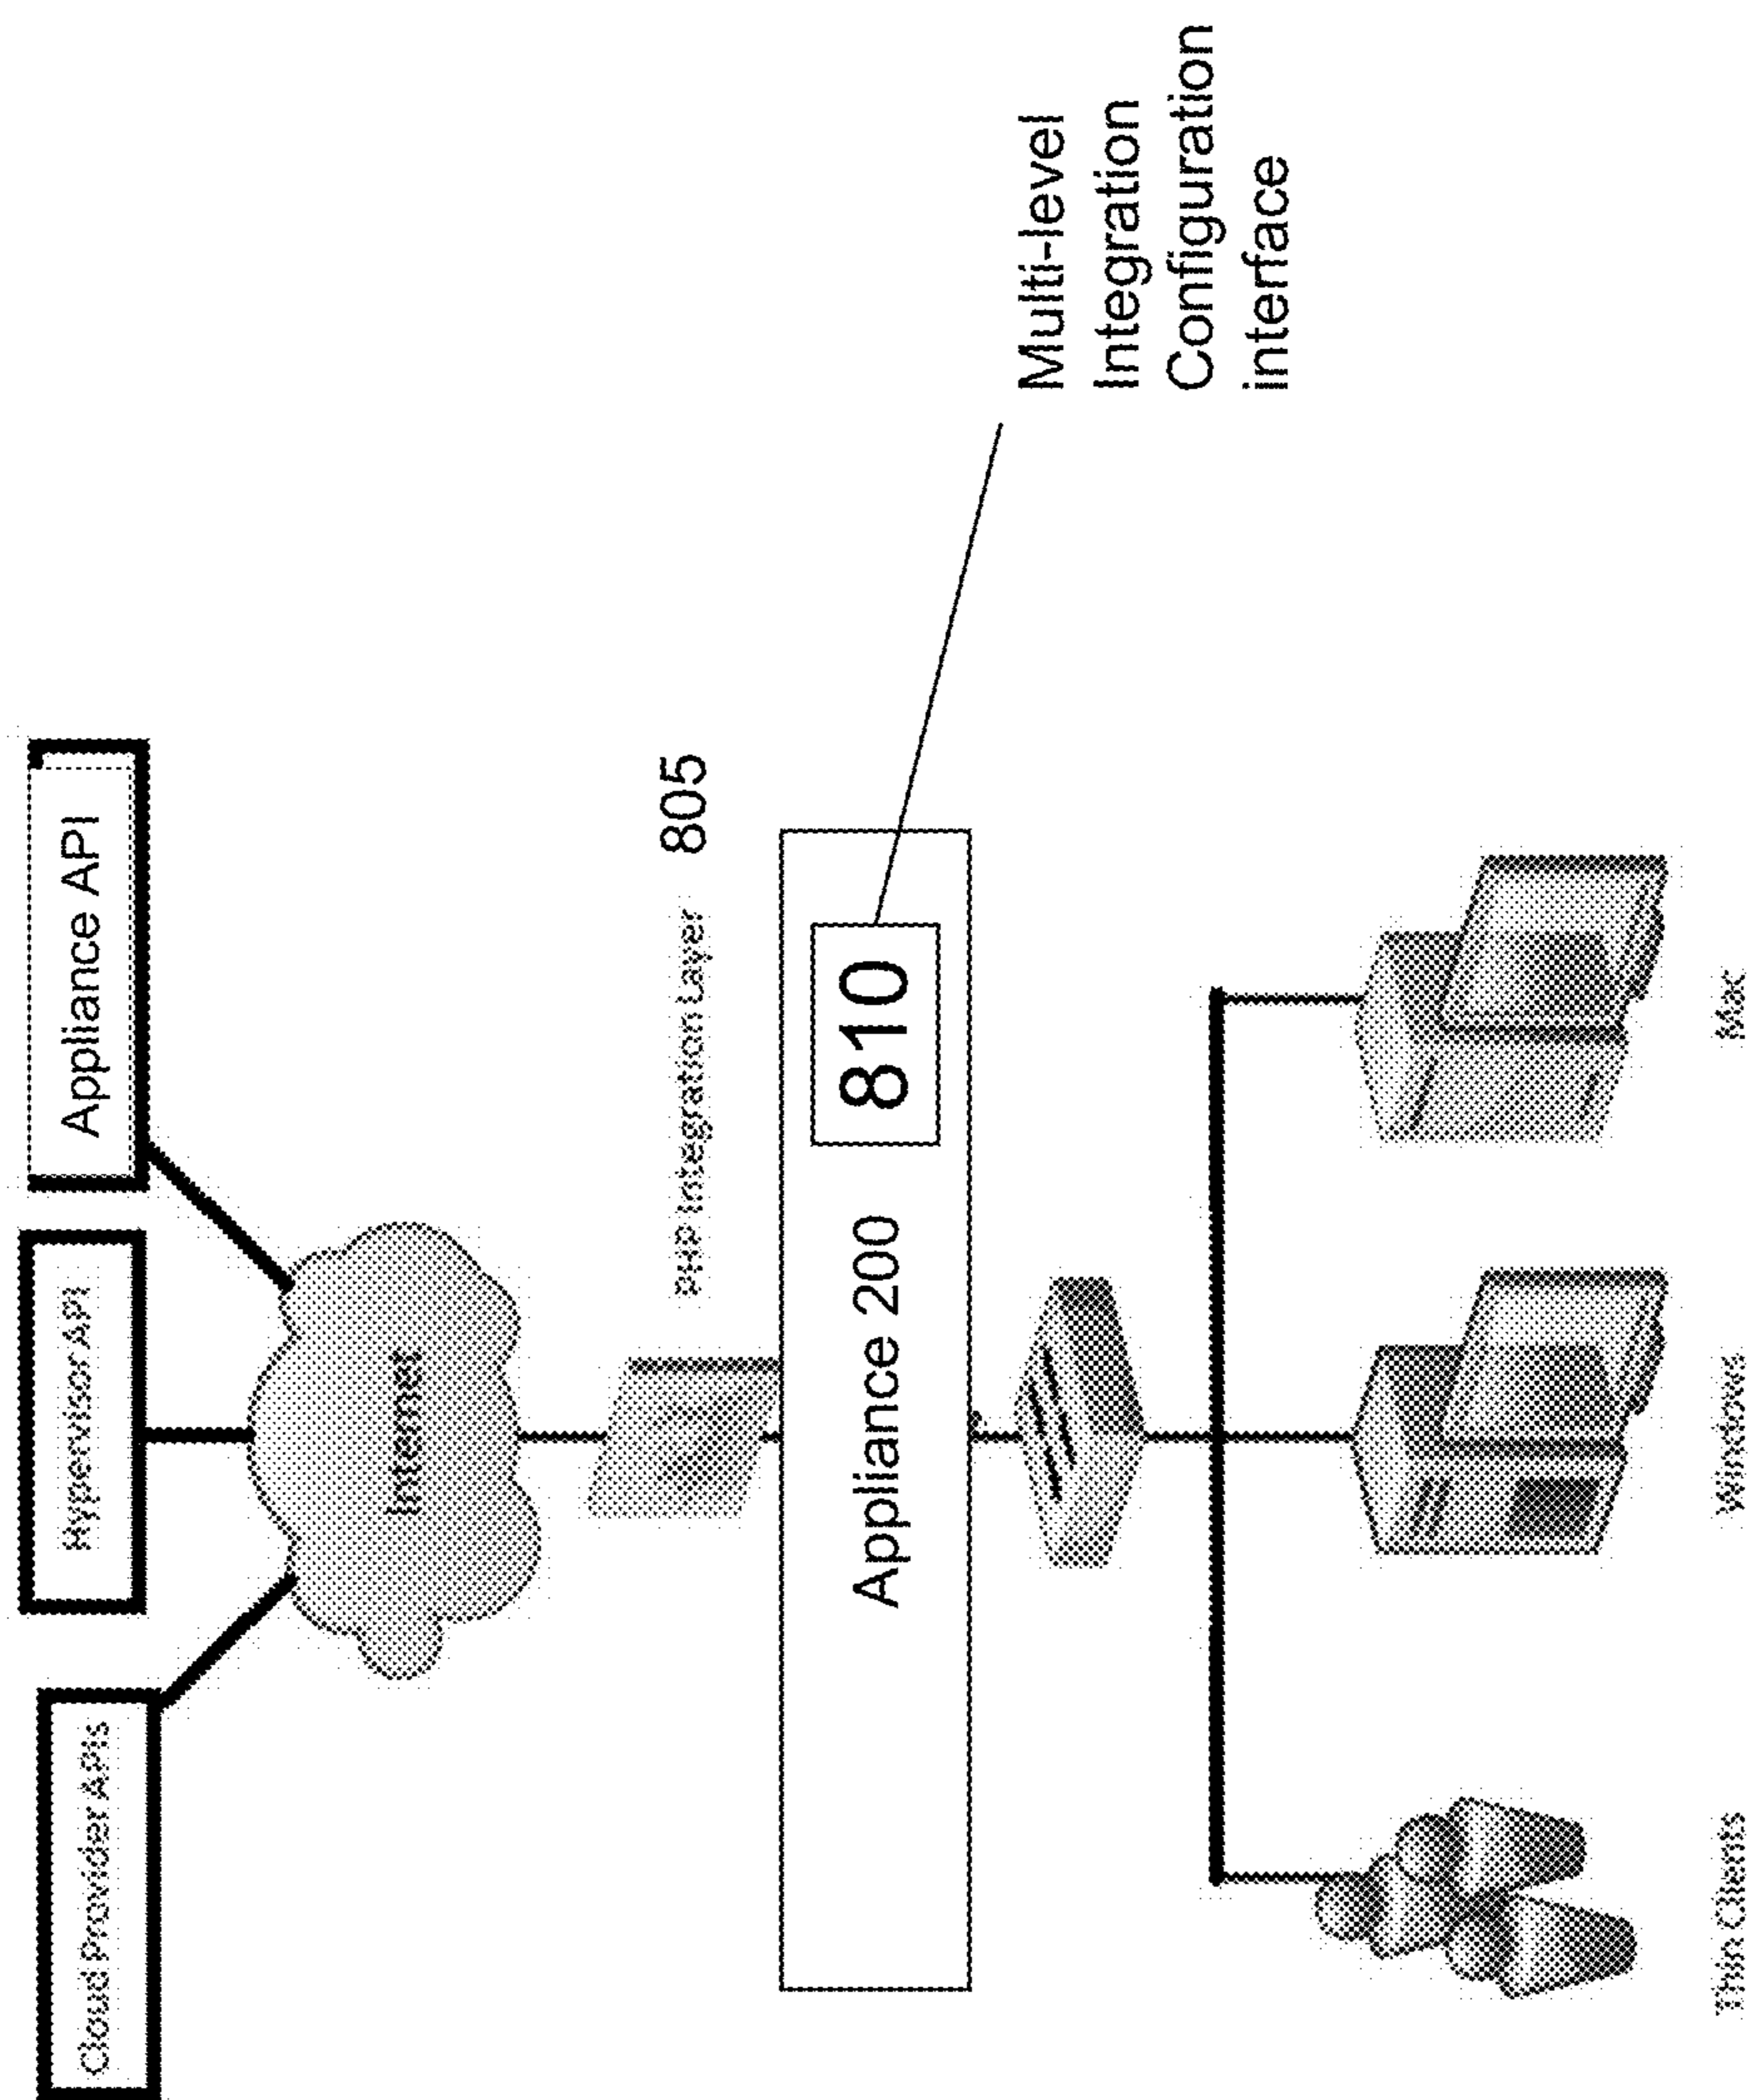 Cloud Provider APIs
Hypervisor API
Appliance API
Internet
PHP Integration Layer 805
Appliance 200
810
Multi-level
Integration
Configuration
interface
Thin Clients
Windows
Mac